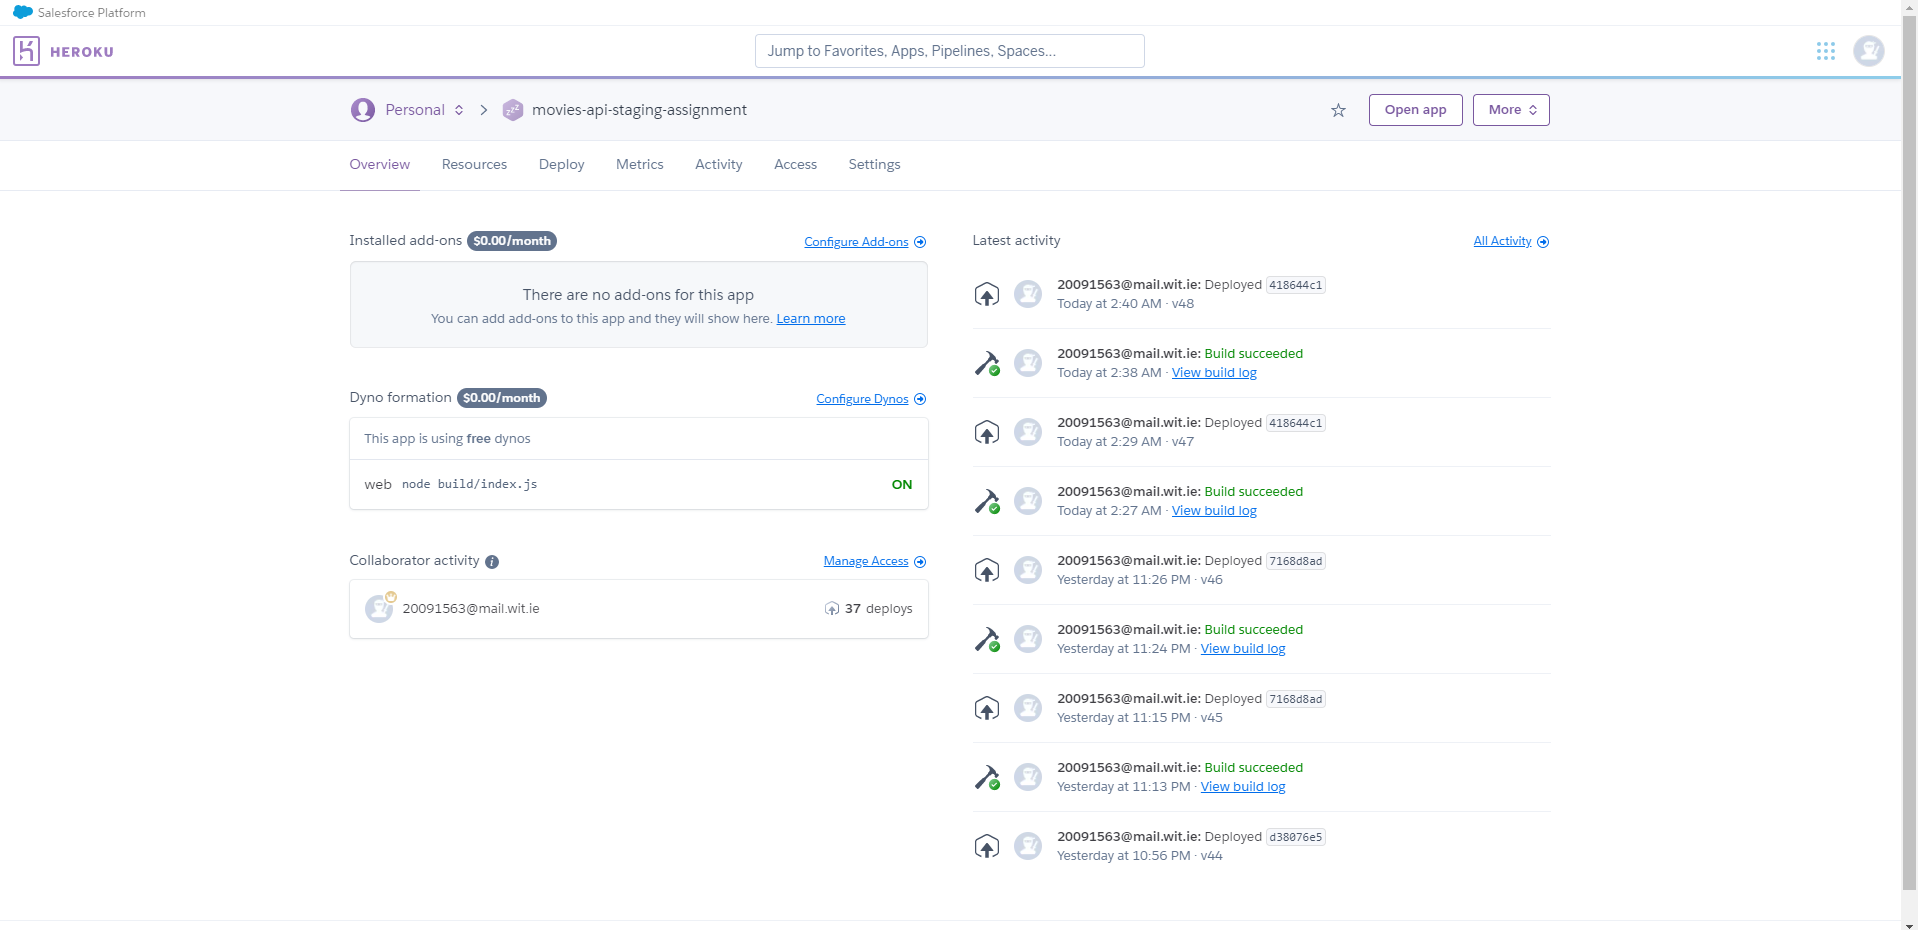 Salesforce Platform
HEROKU
Jump to Favorites, Apps, Pipelines, Spaces...
Personal
movies-api-staging-assignment
Open app
More
Overview
Resources
Deploy
Metrics
Activity
Access
Settings
Installed add-ons $0.00/month
Configure Add-ons
There are no add-ons for this app
You can add add-ons to this app and they will show here. Learn more
Dyno formation $0.00/month
Configure Dynos
This app is using free dynos
web node build/index.js
ON
Collaborator activity i
Manage Access
20091563@mail.wit.ie
37 deploys
Latest activity
All Activity
20091563@mail.wit.ie: Deployed 418644c1
Today at 2:40 AM · v48
20091563@mail.wit.ie: Build succeeded
Today at 2:38 AM · View build log
20091563@mail.wit.ie: Deployed 418644c1
Today at 2:29 AM · v47
20091563@mail.wit.ie: Build succeeded
Today at 2:27 AM · View build log
20091563@mail.wit.ie: Deployed 7168d8ad
Yesterday at 11:26 PM · v46
20091563@mail.wit.ie: Build succeeded
Yesterday at 11:24 PM · View build log
20091563@mail.wit.ie: Deployed 7168d8ad
Yesterday at 11:15 PM · v45
20091563@mail.wit.ie: Build succeeded
Yesterday at 11:13 PM · View build log
20091563@mail.wit.ie: Deployed d38076e5
Yesterday at 10:56 PM · v44